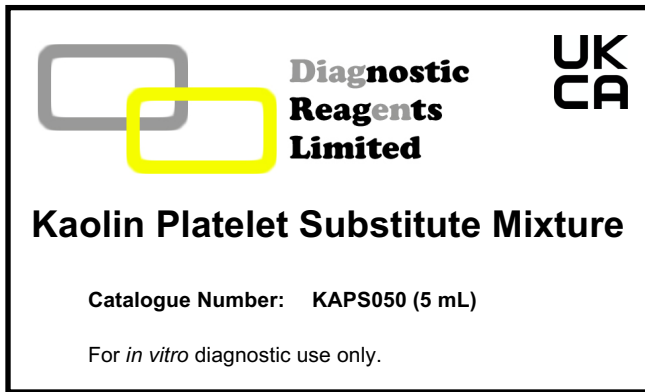 Diagnostic
Reagents
Limited
UK
CA
Kaolin Platelet Substitute Mixture
Catalogue Number: KAPS050 (5 mL)
For in vitro diagnostic use only.